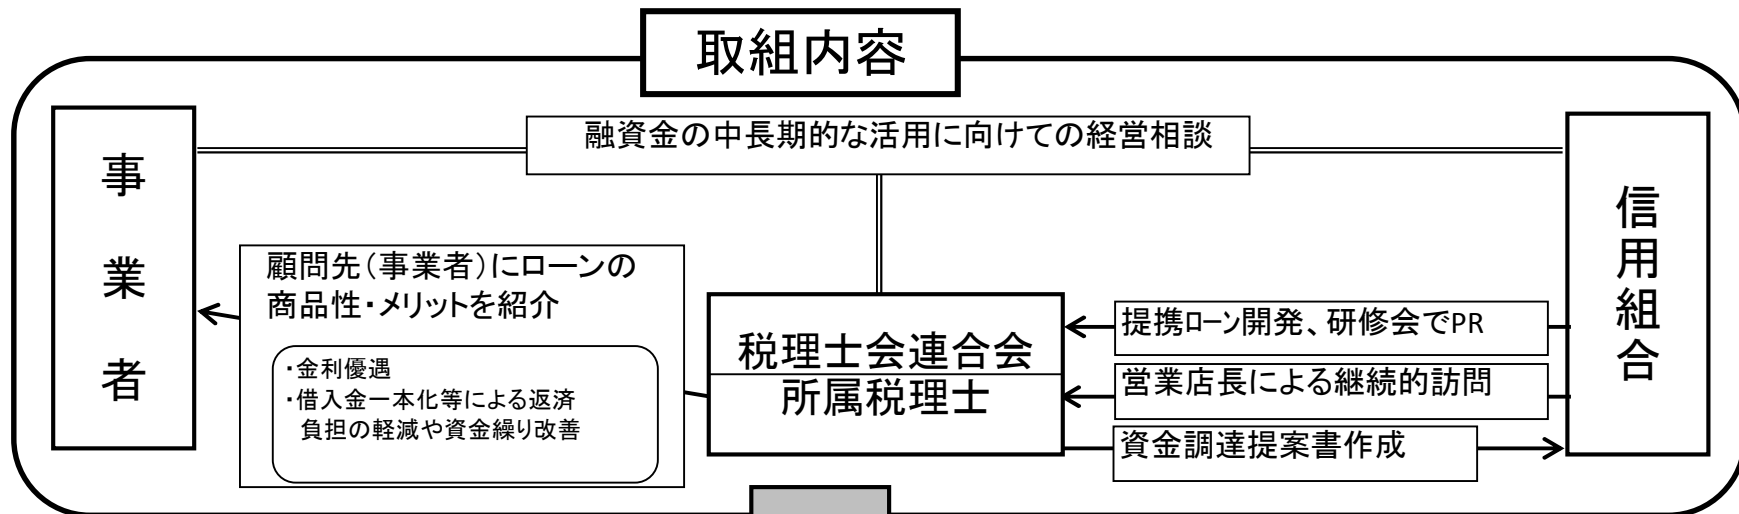 取組内容
事業者
融資金の中長期的な活用に向けての経営相談
信用組合
顧問先(事業者)にローンの
商品性・メリットを紹介
・金利優遇
・借入金一本化等による返済
負担の軽減や資金繰り改善
税理士会連合会
所属税理士
提携ローン開発、研修会でPR
営業店長による継続的訪問
資金調達提案書作成